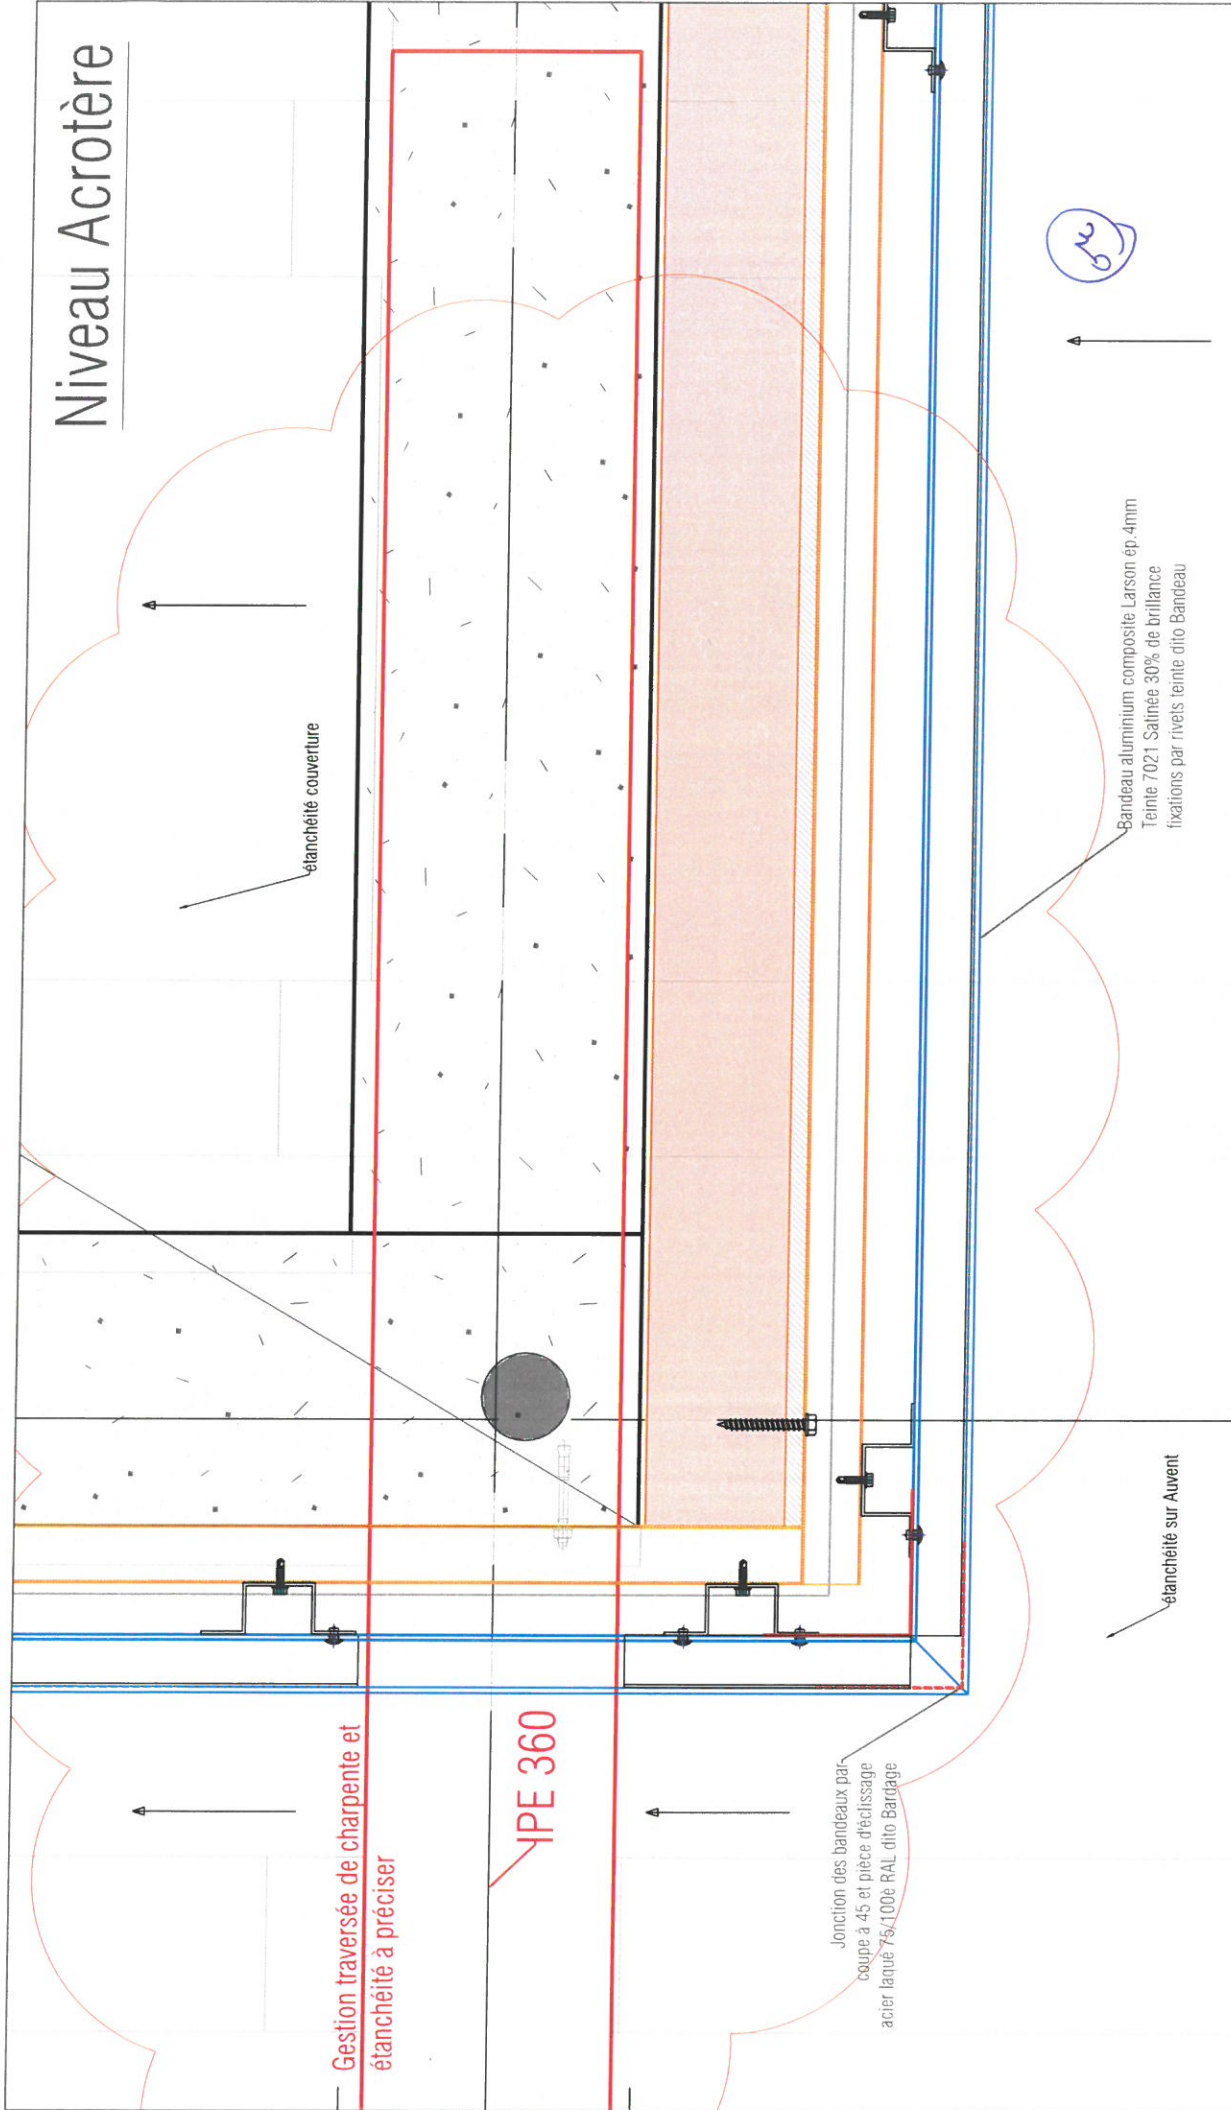 Niveau Acrotère
étanchéité couverture
Bandeau aluminium composite Larson ép.4mm
Teinte 7021 Satinée 30% de brillance
fixations par rivets teinte dito Bandeau
étanchéité sur Auvent
Gestion traversée de charpente et
étanchéité à préciser
IPE 360
Jonction des bandeaux par
coupe à 45 et pièce d'éclissage
acier laqué 75/100è RAL dito Bardage